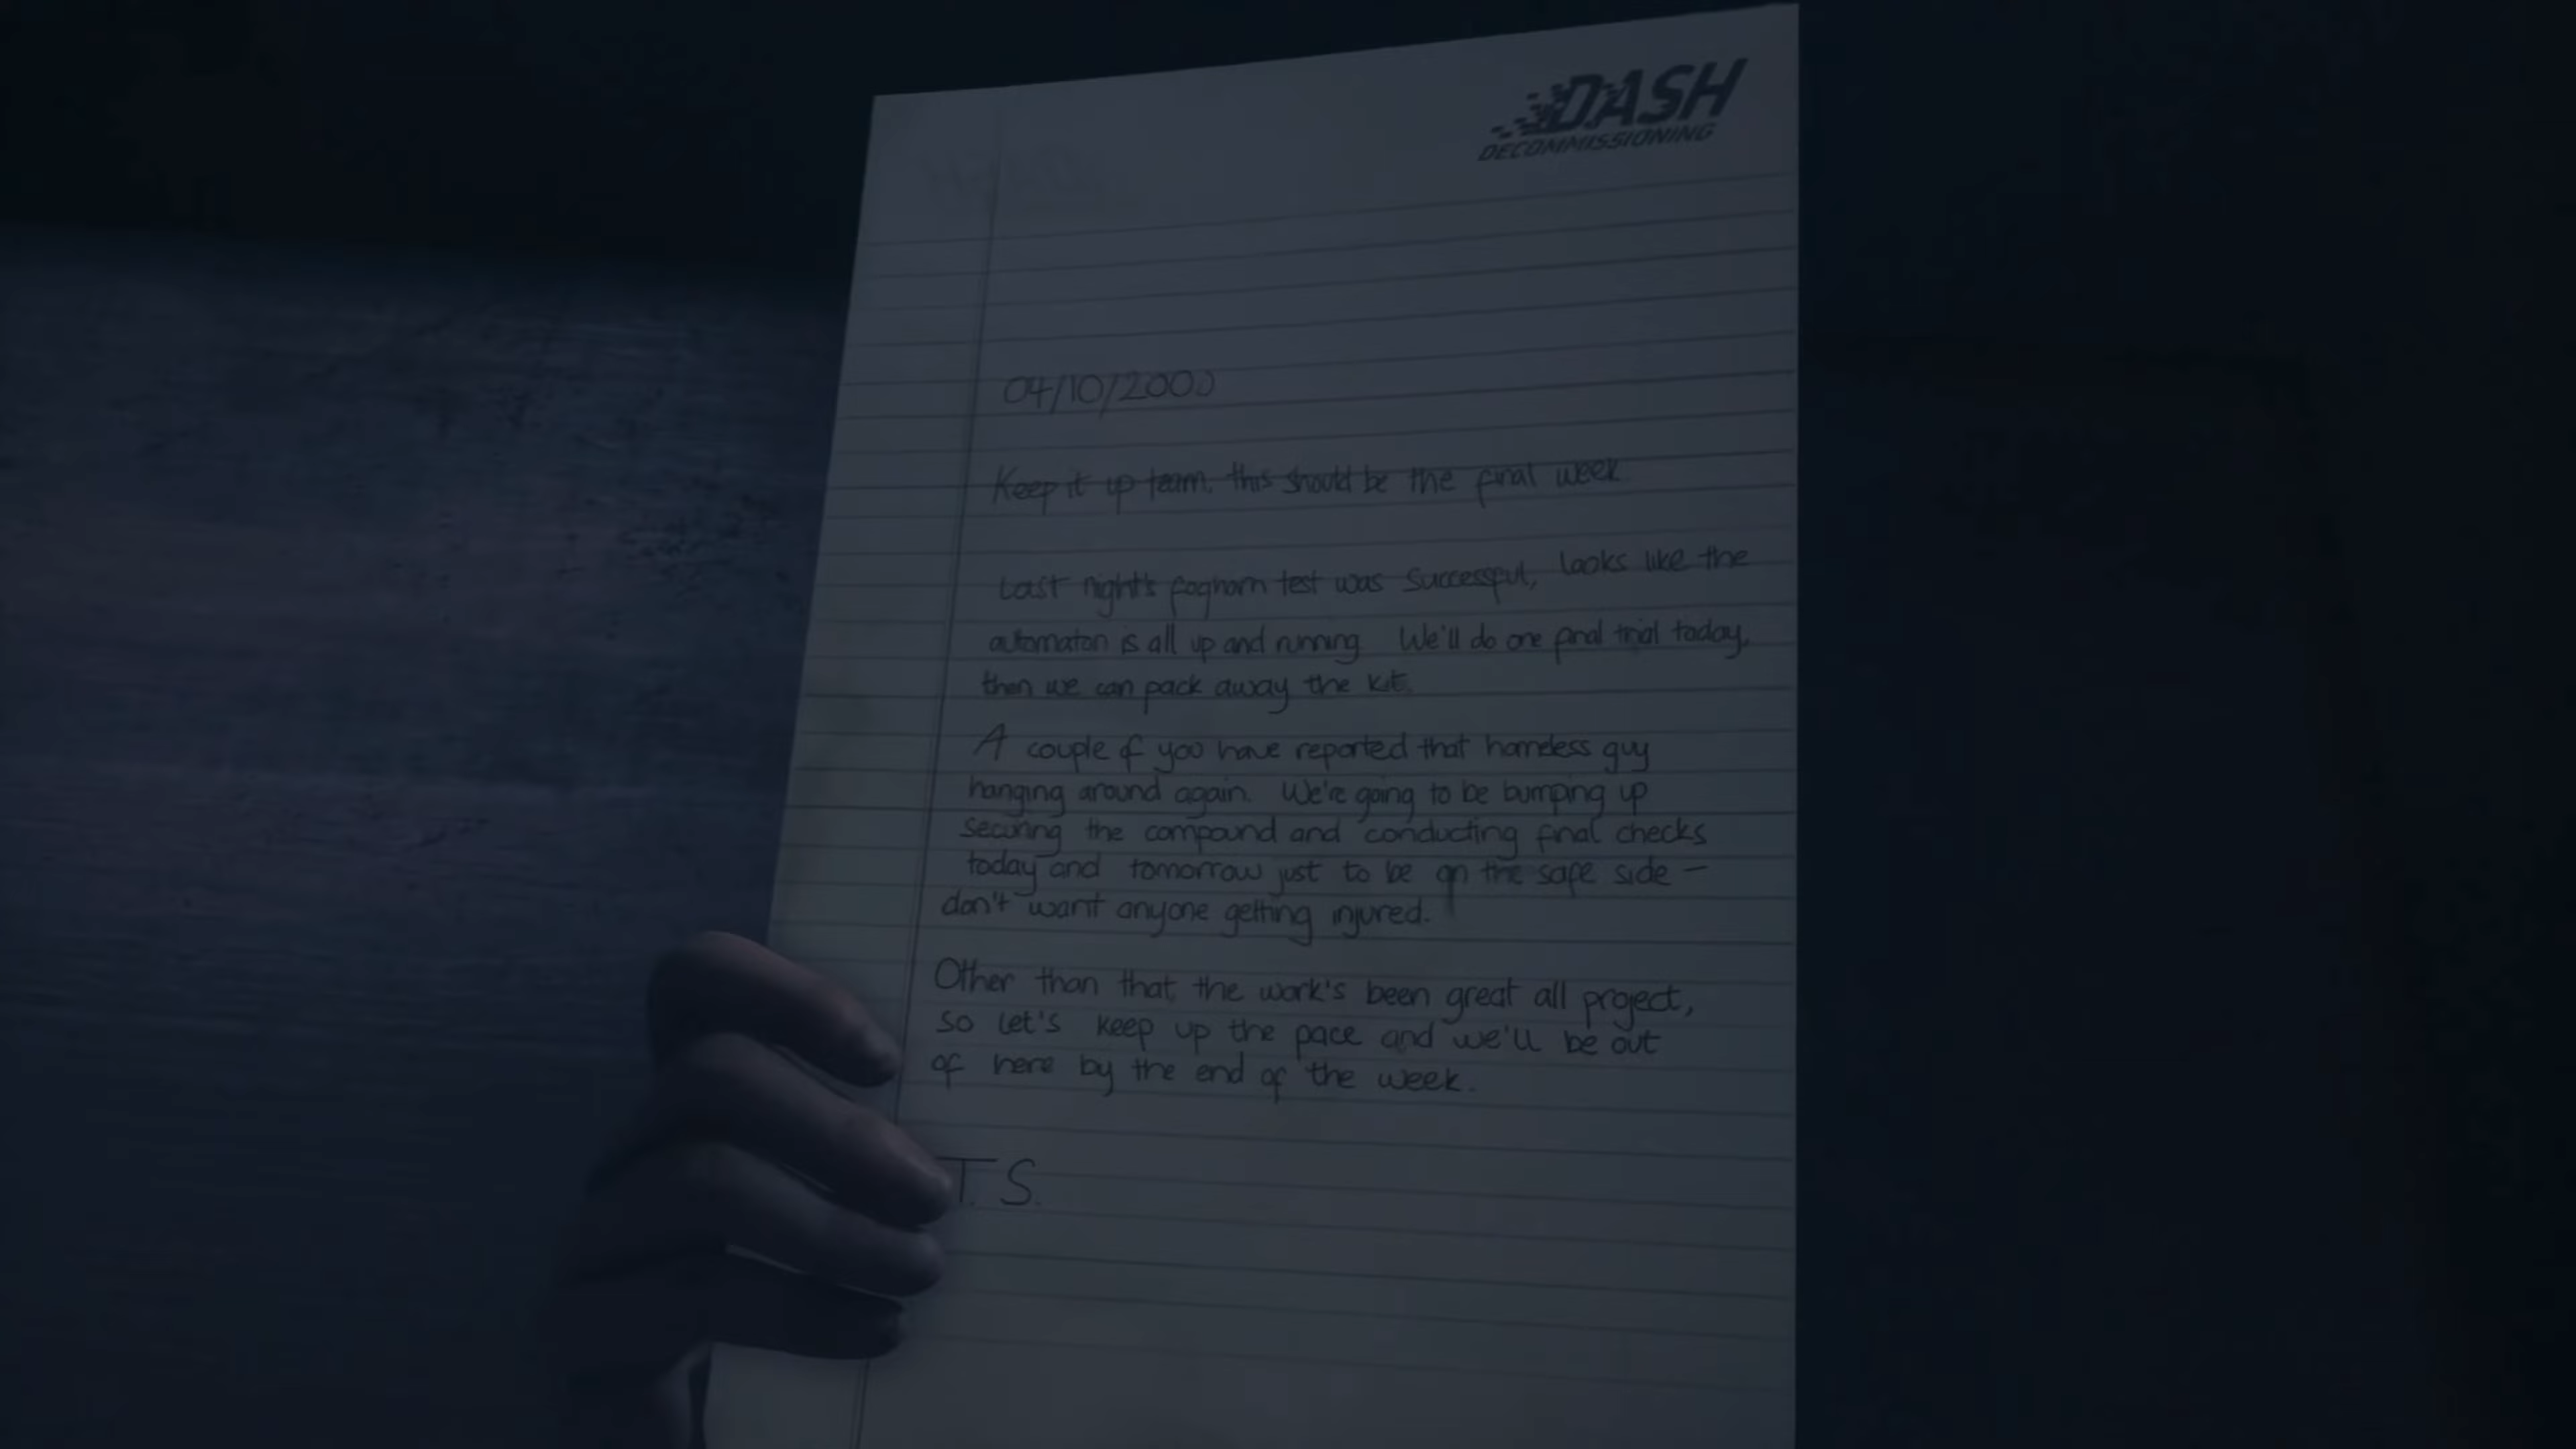 DASH
DECOMMISSIONING
04/10/2000
Keep it up team, this should be the final week
Last night's foghorn test was successful, looks like the
automaton is all up and running. We'll do one final trial today,
then we can pack away the kit.
A couple of you have reported that homeless guy
hanging around again. We're going to be bumping up
securing the compound and conducting final checks
today and tomorrow just to be on the safe side —
don't want anyone getting injured.
Other than that the work's been great all project,
so let's keep up the pace and we'll be out
of here by the end of the week.
T. S.